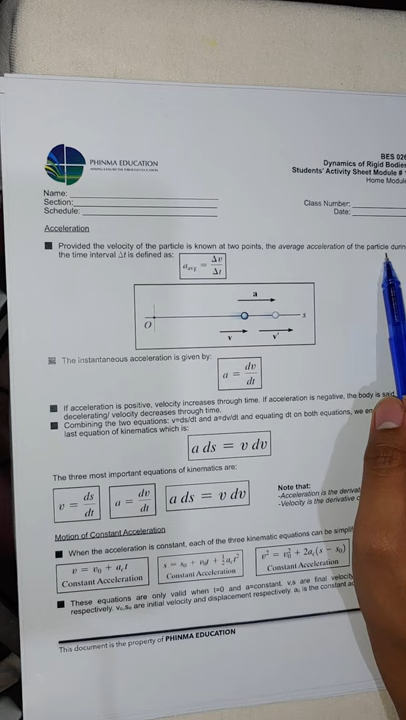 PHINMA EDUCATION
BES 026
Dynamics of Rigid Bodies
Students' Activity Sheet Module #
Home Module
Name:
Section:
Schedule:
Class Number:
Date:
Acceleration
Provided the velocity of the particle is known at two points, the average acceleration of the particle durin
the time interval Δt is defined as:
a_avg = Δv/Δt
a
O
s
v v'
The instantaneous acceleration is given by:
a = dv/dt
If acceleration is positive, velocity increases through time. If acceleration is negative, the body is said
decelerating/ velocity decreases through time.
Combining the two equations: v=ds/dt and a=dv/dt and equating dt on both equations, we en
last equation of kinematics which is:
a ds = v dv
The three most important equations of kinematics are:
v = ds/dt
a = dv/dt
a ds = v dv
Note that:
-Acceleration is the deriva
-Velocity is the derivative
Motion of Constant Acceleration
When the acceleration is constant, each of the three kinematic equations can be simplif
v = v₀ + a_c t
Constant Acceleration
s = s₀ + v₀t + ½a_c t²
Constant Acceleration
v² = v₀² + 2a_c(s − s₀)
Constant Acceleration
These equations are only valid when t=0 and a=constant. v,s are final velocity
respectively. v₀,s₀ are initial velocity and displacement respectively. is the constant ac
This document is the property of PHINMA EDUCATION